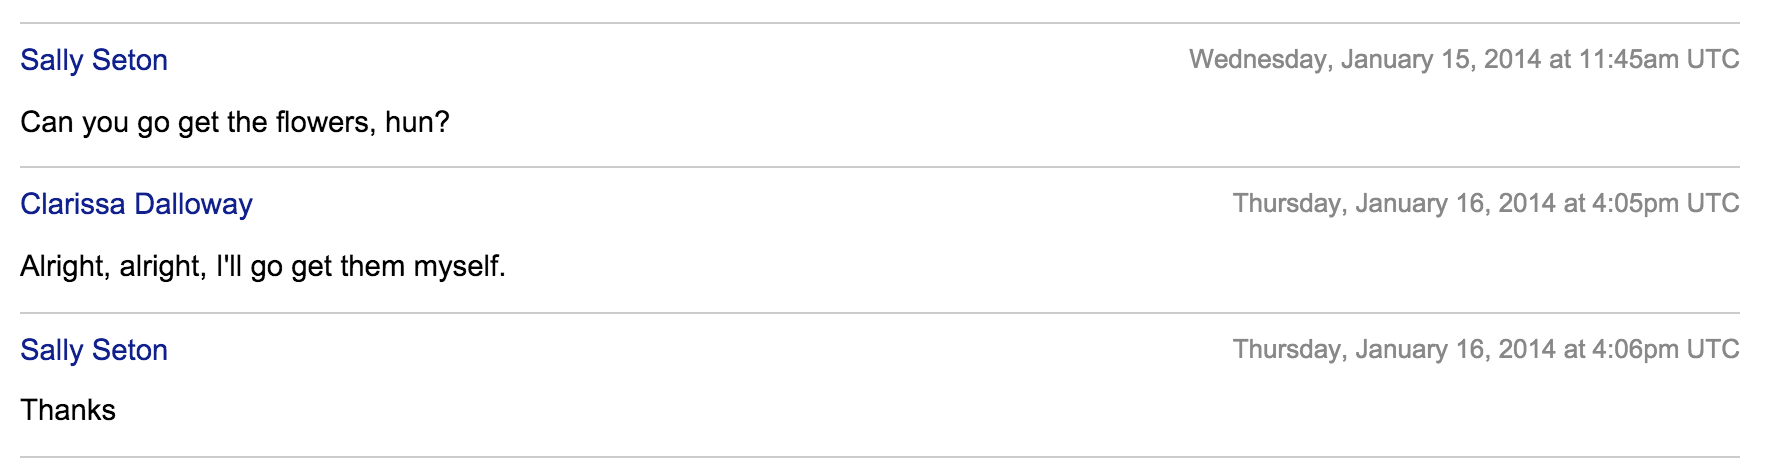 Sally Seton Wednesday, January 15, 2014 at 11:45am UTC
Can you go get the flowers, hun?
Clarissa Dalloway Thursday, January 16, 2014 at 4:05pm UTC
Alright, alright, I'll go get them myself.
Sally Seton Thursday, January 16, 2014 at 4:06pm UTC
Thanks